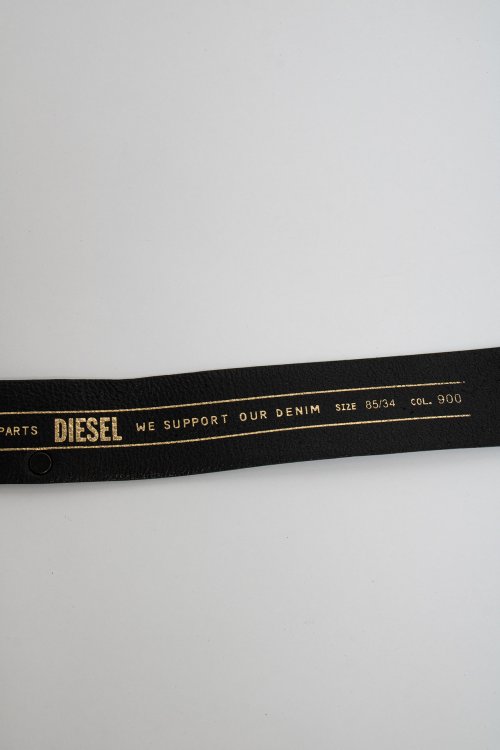 PARTS DIESEL WE SUPPORT OUR DENIM SIZE 85/34 COL. 900